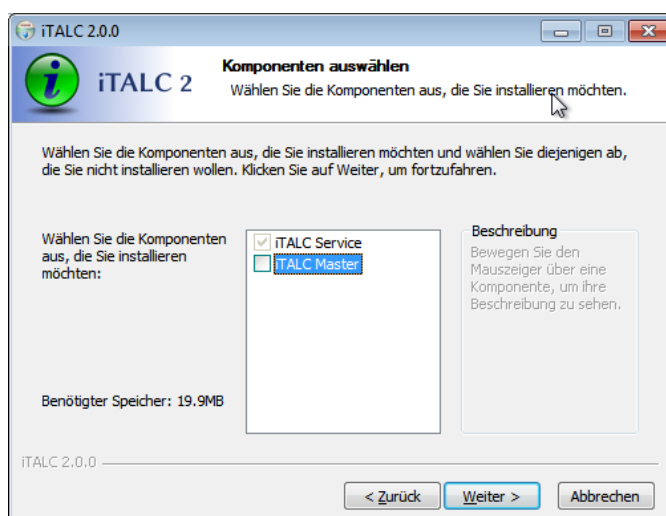 iTALC 2.0.0
iTALC 2
Komponenten auswählen
Wählen Sie die Komponenten aus, die Sie installieren möchten.
Wählen Sie die Komponenten aus, die Sie installieren möchten und wählen Sie diejenigen ab,
die Sie nicht installieren wollen. Klicken Sie auf Weiter, um fortzufahren.
Wählen Sie die Komponenten
aus, die Sie installieren
möchten:
iTALC Service
iTALC Master
Beschreibung
Bewegen Sie den
Mauszeiger über eine
Komponente, um ihre
Beschreibung zu sehen.
Benötigter Speicher: 19.9MB
iTALC 2.0.0
< Zurück
Weiter >
Abbrechen